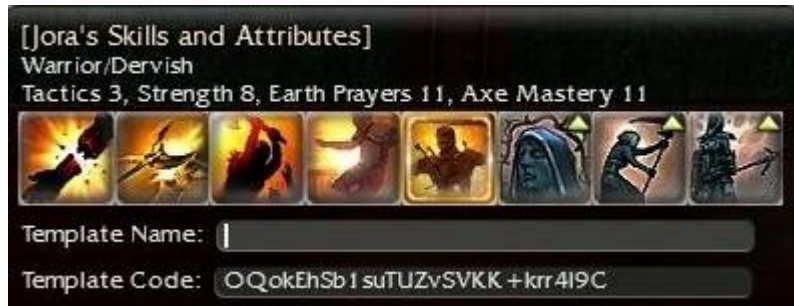 [Jora's Skills and Attributes]
Warrior/Dervish
Tactics 3, Strength 8, Earth Prayers 11, Axe Mastery 11
Template Name:
Template Code: OQokEhSb1suTUZvSVKK+krr4I9C